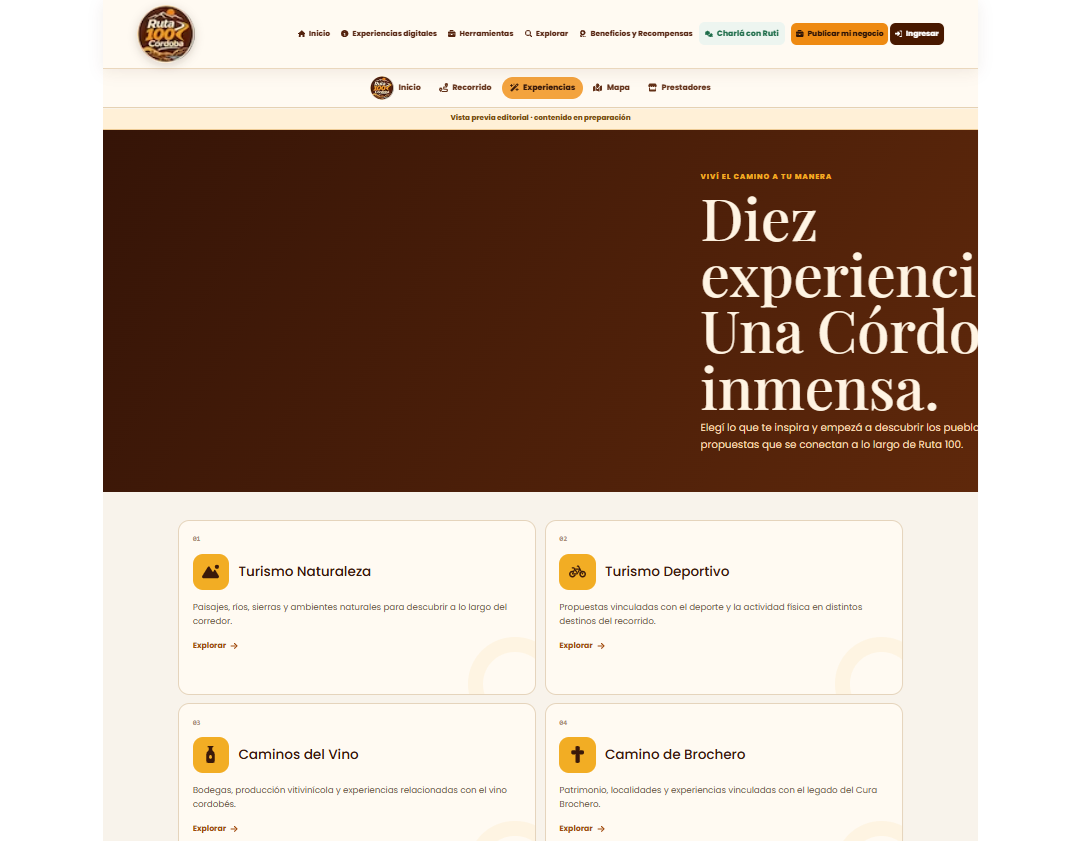 Ruta
100
Córdoba
Inicio
Experiencias digitales
Herramientas
Explorar
Beneficios y Recompensas
Charlá con Ruti
Publicar mi negocio
Ingresar
Ruta
100
Inicio
Recorrido
Experiencias
Mapa
Prestadores
Vista previa editorial · contenido en preparación
VIVÍ EL CAMINO A TU MANERA
Diez
experienci
Una Córdo
inmensa.
Elegí lo que te inspira y empezá a descubrir los pueblo
propuestas que se conectan a lo largo de Ruta 100.
01
Turismo Naturaleza
Paisajes, ríos, sierras y ambientes naturales para descubrir a lo largo del
corredor.
Explorar →
02
Turismo Deportivo
Propuestas vinculadas con el deporte y la actividad física en distintos
destinos del recorrido.
Explorar →
03
Caminos del Vino
Bodegas, producción vitivinícola y experiencias relacionadas con el vino
cordobés.
Explorar →
04
Camino de Brochero
Patrimonio, localidades y experiencias vinculadas con el legado del Cura
Brochero.
Explorar →